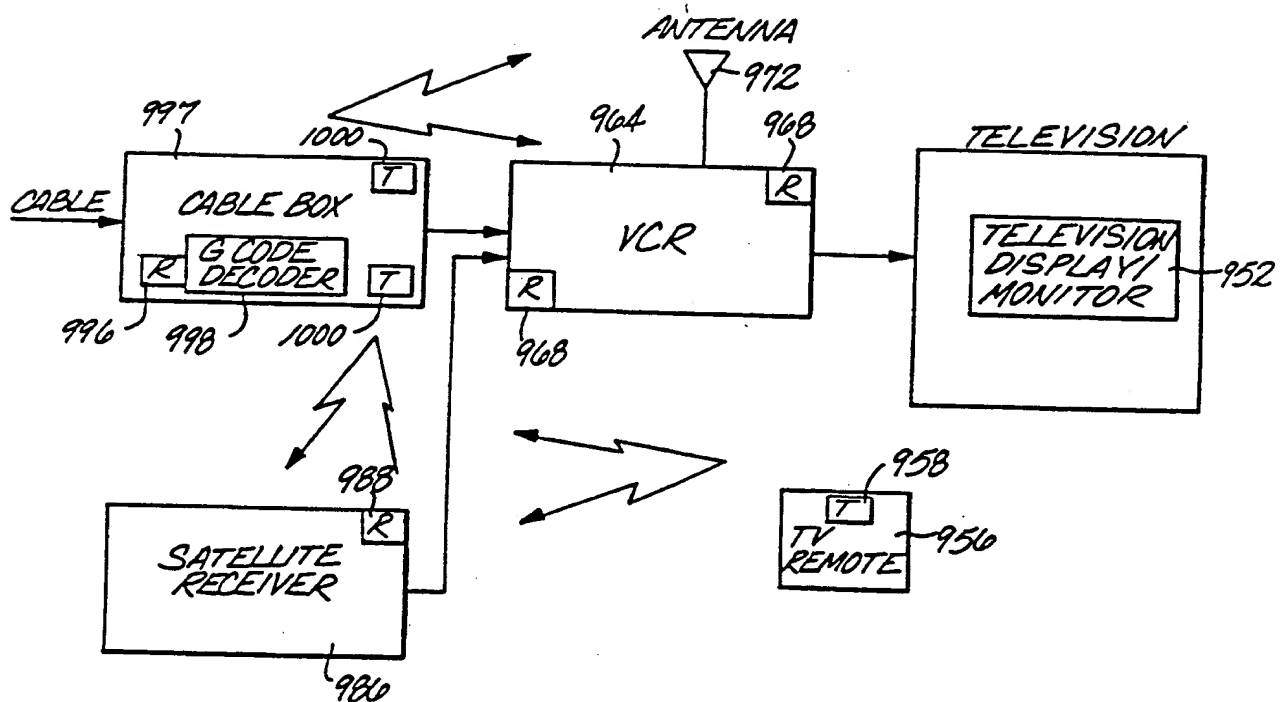 ANTENNA
972
997
1000
964
968
TELEVISION
T
R
CABLE
CABLE BOX
VCR
TELEVISION
DISPLAY/
MONITOR
952
G CODE
DECODER
R
T
R
996
998
1000
968
988
R
958
T
SATELLITE
RECEIVER
TV
REMOTE
956
986